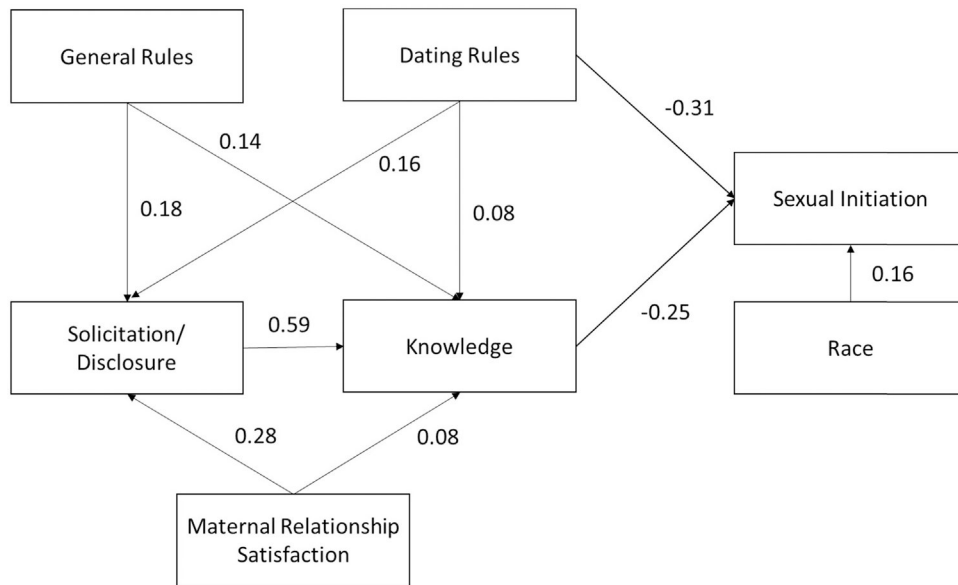 General Rules
Dating Rules
-0.31
0.14
0.16
Sexual Initiation
0.18
0.08
0.16
-0.25
Solicitation/
Disclosure
0.59
Knowledge
Race
0.28
0.08
Maternal Relationship
Satisfaction